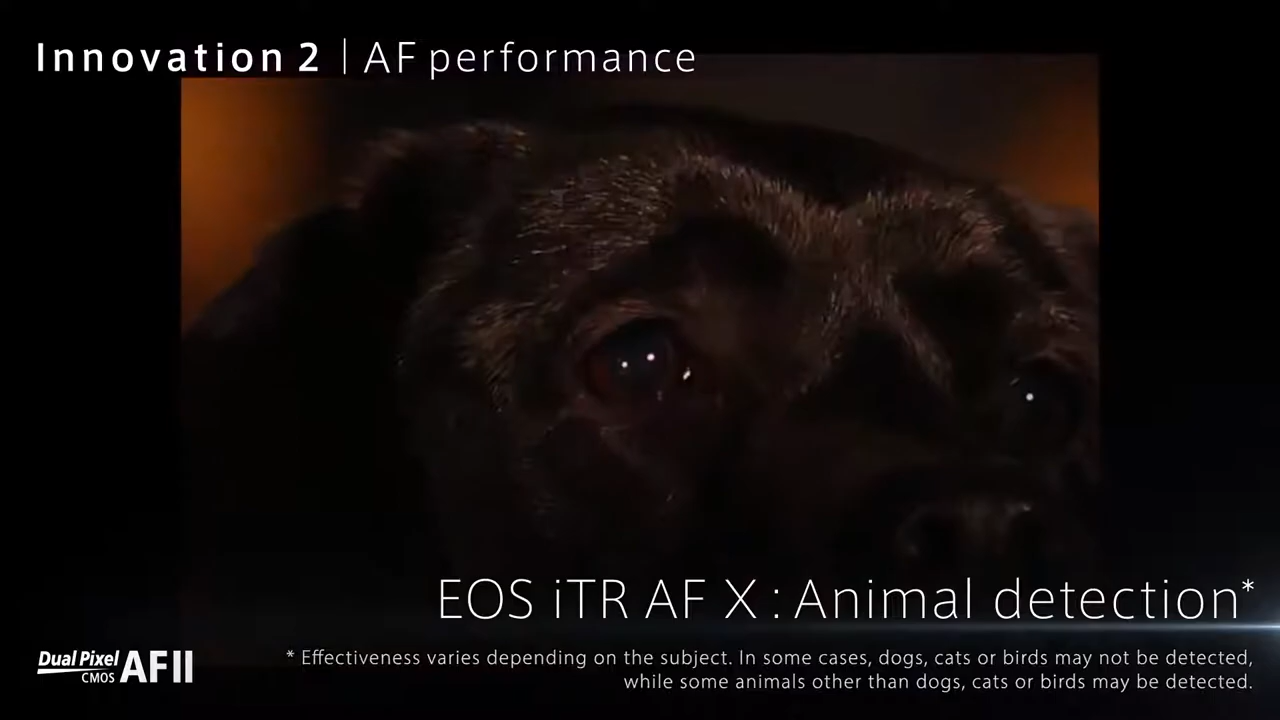 Innovation 2 | AF performance
EOS iTR AF X : Animal detection*
* Effectiveness varies depending on the subject. In some cases, dogs, cats or birds may not be detected,
while some animals other than dogs, cats or birds may be detected.
Dual Pixel
CMOS AF II